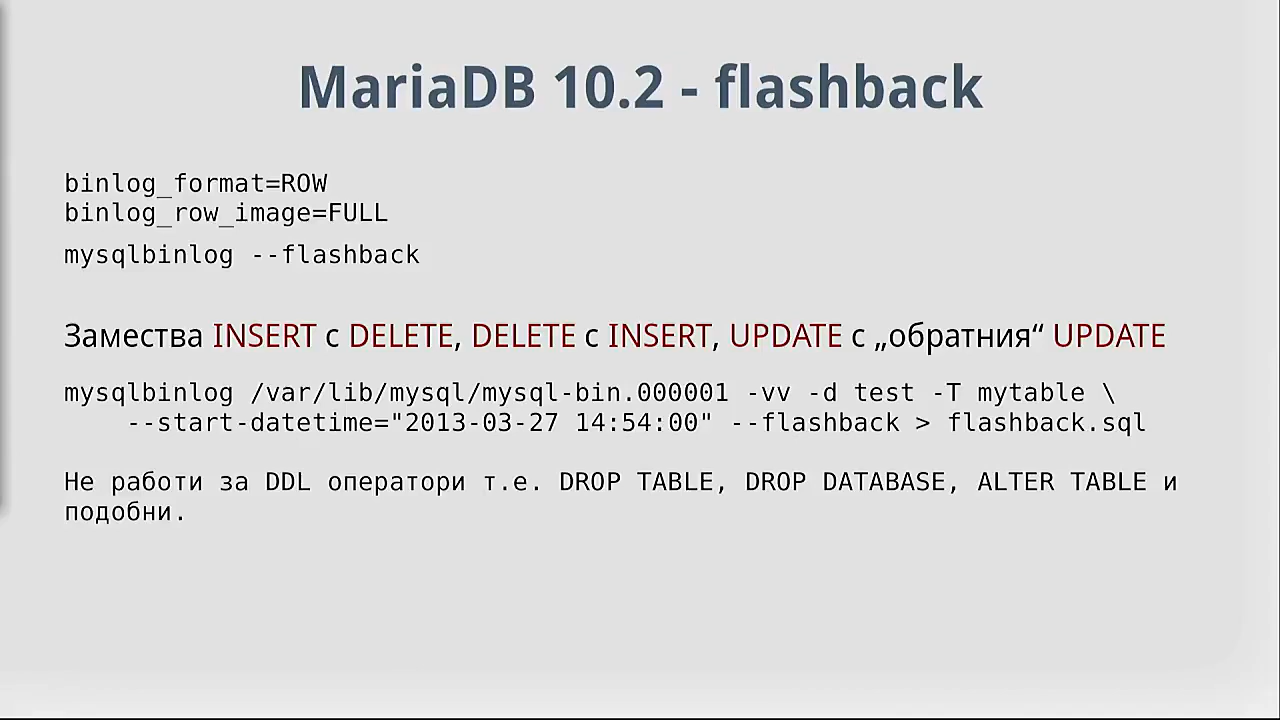 MariaDB 10.2 - flashback
binlog_format=ROW
binlog_row_image=FULL
mysqlbinlog --flashback
Замества INSERT с DELETE, DELETE с INSERT, UPDATE с „обратния“ UPDATE
mysqlbinlog /var/lib/mysql/mysql-bin.000001 -vv -d test -T mytable \
--start-datetime="2013-03-27 14:54:00" --flashback > flashback.sql
Не работи за DDL оператори т.е. DROP TABLE, DROP DATABASE, ALTER TABLE и
подобни.